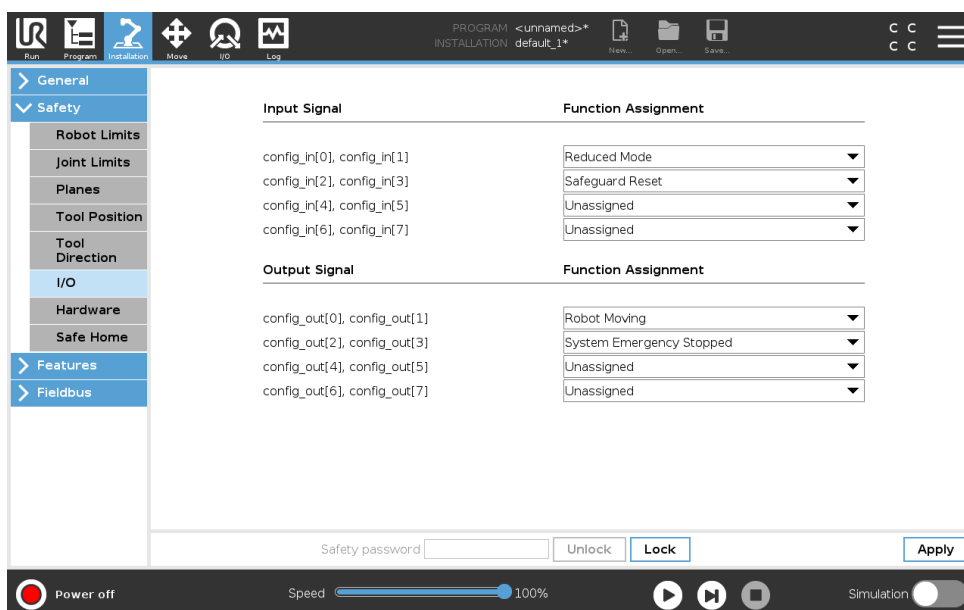 UR
PROGRAM <unnamed>*
INSTALLATION default_1*
Run Program Installation Move I/O Log New... Open... Save...
C C
C C
General
Safety
Robot Limits
Joint Limits
Planes
Tool Position
Tool
Direction
I/O
Hardware
Safe Home
Features
Fieldbus
Input Signal Function Assignment
config_in[0], config_in[1] Reduced Mode
config_in[2], config_in[3] Safeguard Reset
config_in[4], config_in[5] Unassigned
config_in[6], config_in[7] Unassigned
Output Signal Function Assignment
config_out[0], config_out[1] Robot Moving
config_out[2], config_out[3] System Emergency Stopped
config_out[4], config_out[5] Unassigned
config_out[6], config_out[7] Unassigned
Safety password Unlock Lock Apply
Power off Speed 100% Simulation